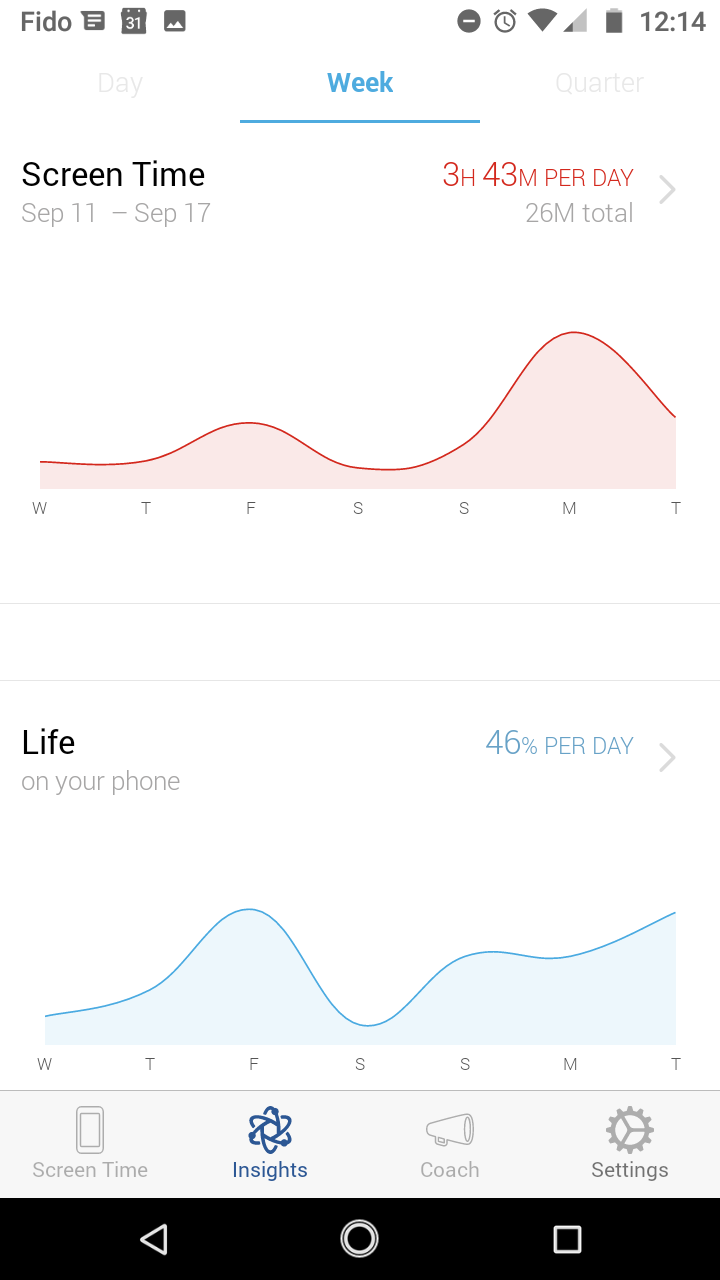 Fido 31 12:14
Day Week Quarter
Screen Time 3H 43M PER DAY
Sep 11 – Sep 17 26M total
W T F S S M T
Life 46% PER DAY
on your phone
W T F S S M T
Screen Time Insights Coach Settings